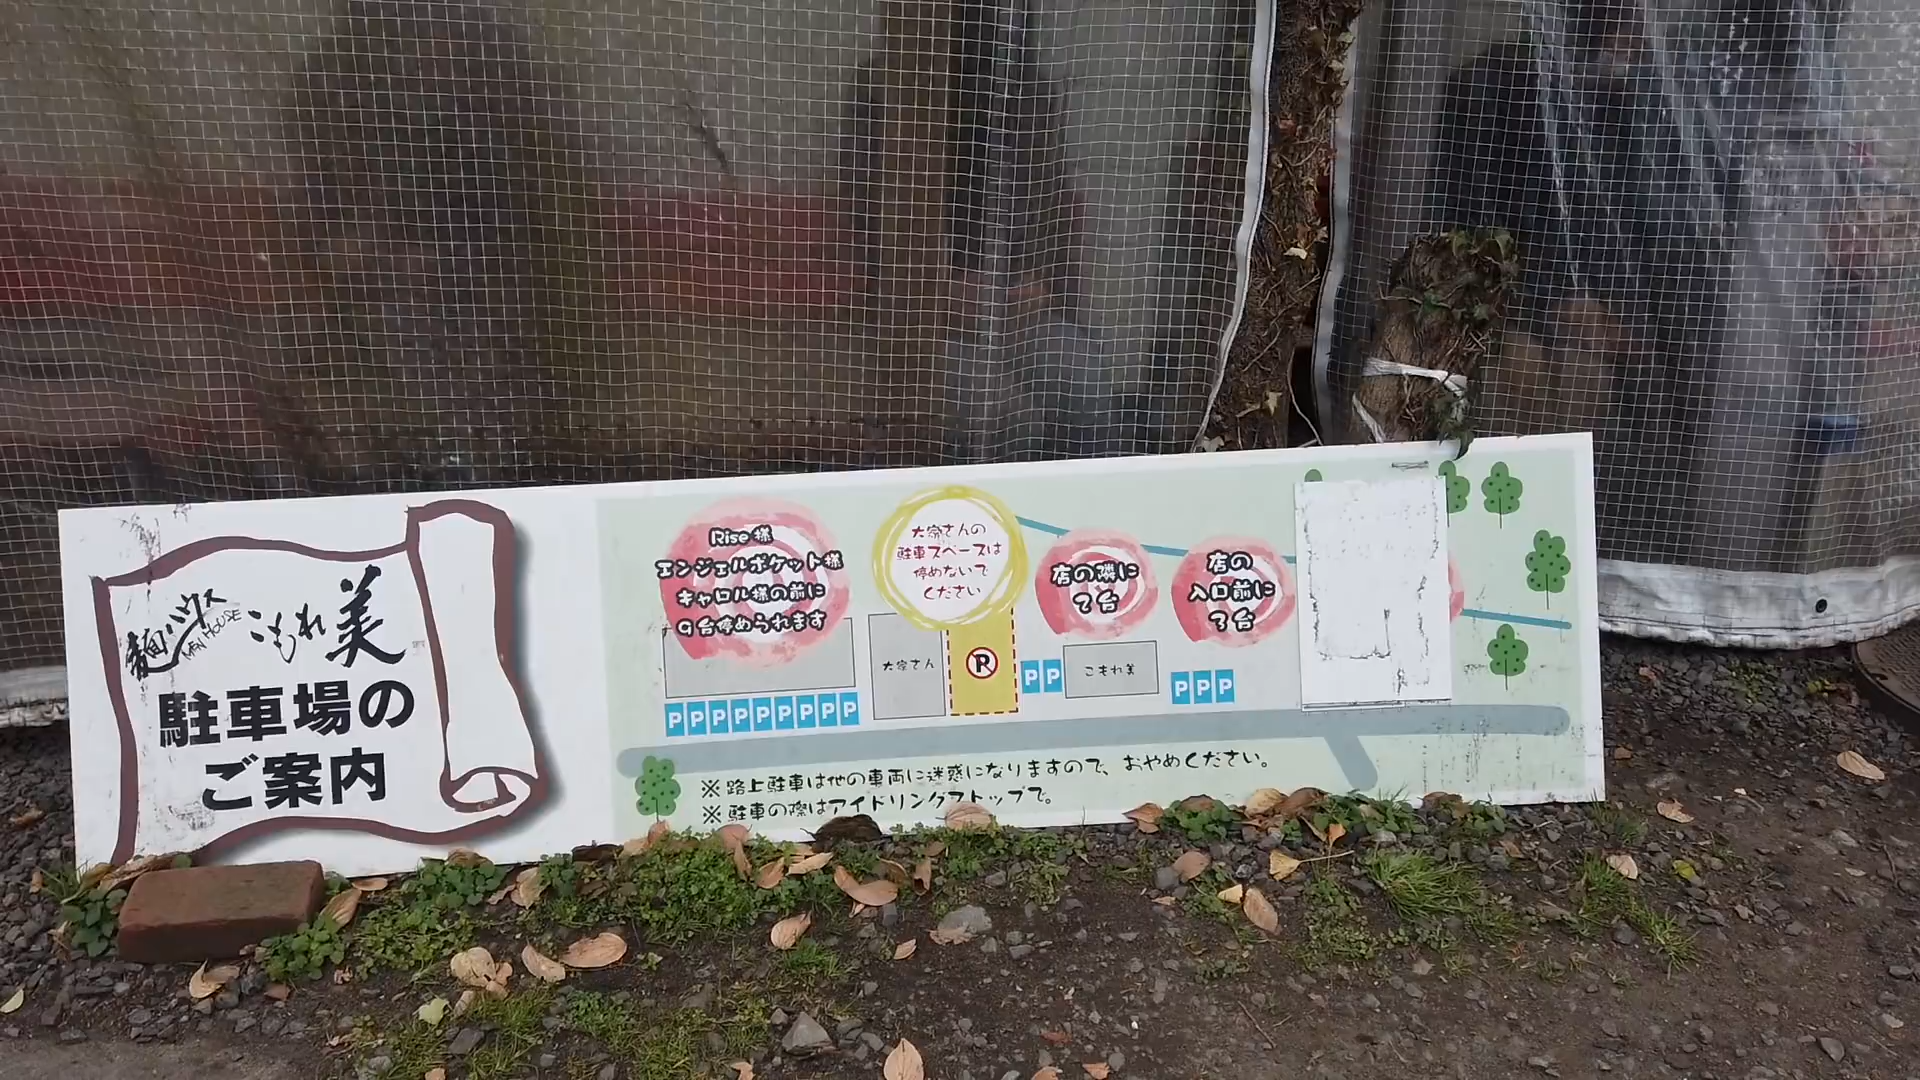 麺ハウス
MEN HOUSE
こもれ美
駐車場の
ご案内
Rise 様
エンジェルポケット様
キャロル様の前に
9台停められます
大家さんの
駐車スペースは
停めないで
ください
店の隣に
2台
店の
入口前に
3台
大家さん
P
PP
こもれ美
PPP
PPPPPPPPP
※ 路上駐車は他の車両に迷惑になりますので、おやめください。
※ 駐車の際はアイドリングストップで。